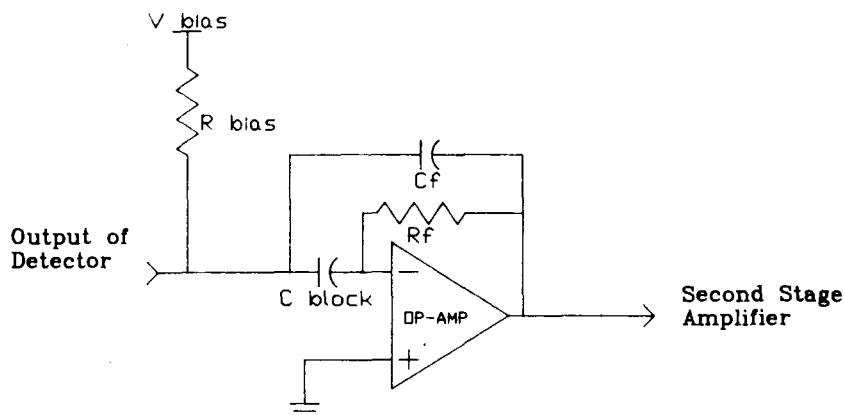 V bias
R bias
Cf
Rf
Output of
Detector
C block
−
OP-AMP
+
Second Stage
Amplifier